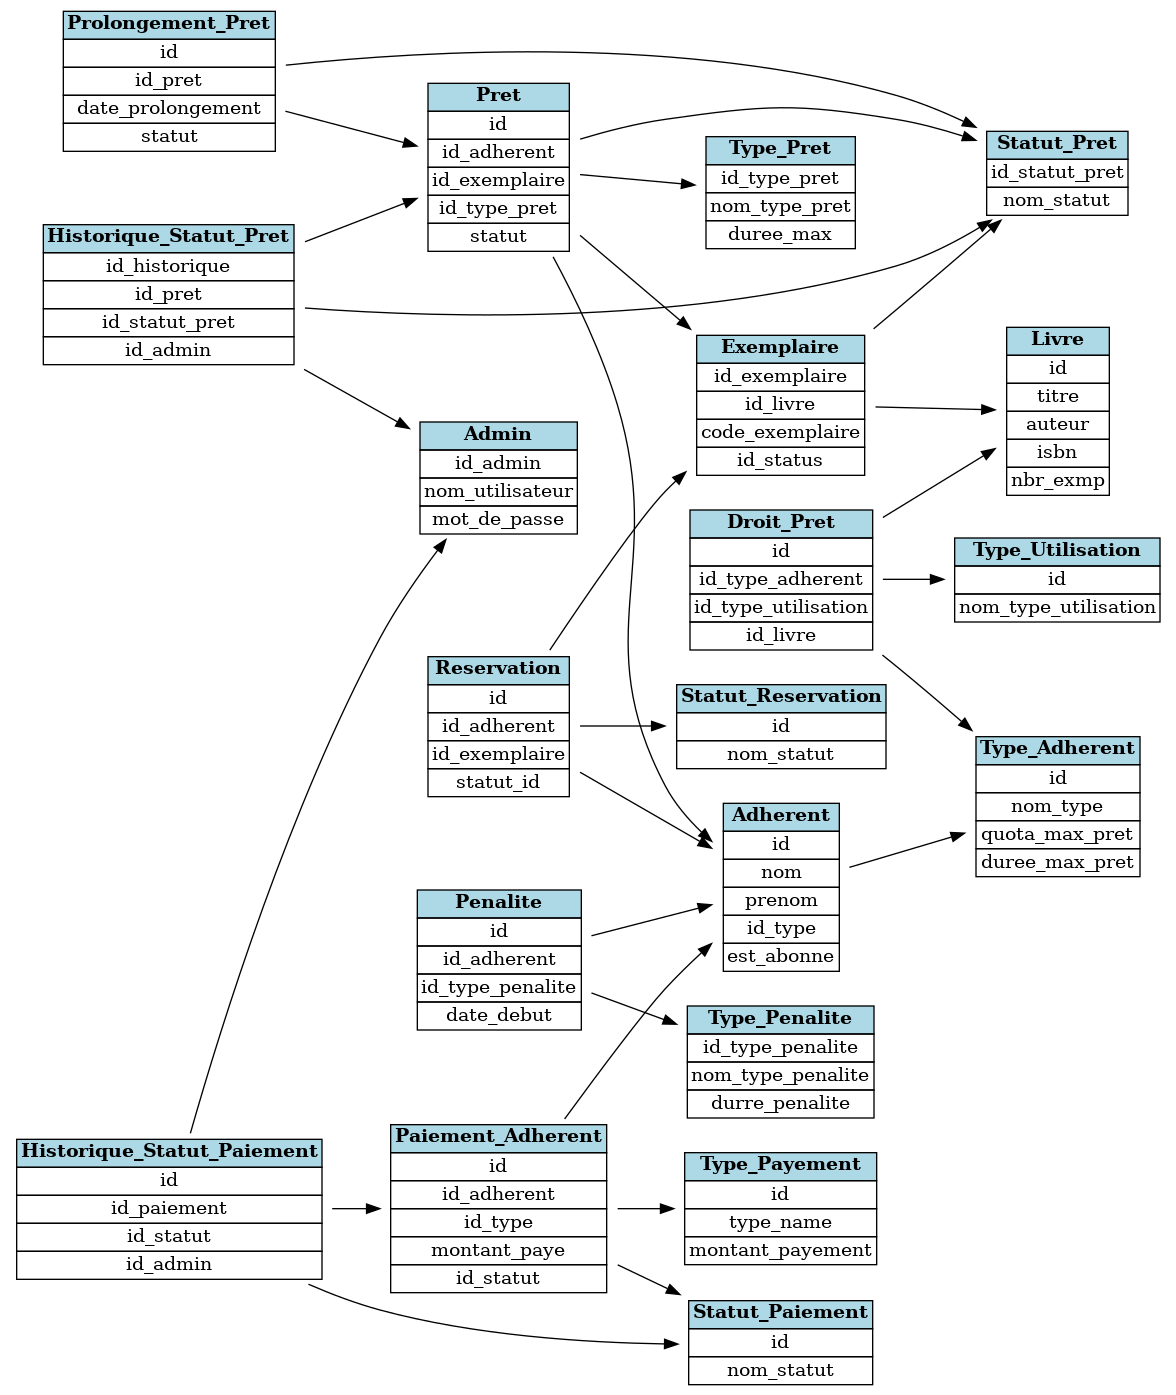 Prolongement_Pret
id
id_pret
date_prolongement
statut
Historique_Statut_Pret
id_historique
id_pret
id_statut_pret
id_admin
Pret
id
id_adherent
id_exemplaire
id_type_pret
statut
Type_Pret
id_type_pret
nom_type_pret
duree_max
Statut_Pret
id_statut_pret
nom_statut
Admin
id_admin
nom_utilisateur
mot_de_passe
Exemplaire
id_exemplaire
id_livre
code_exemplaire
id_status
Livre
id
titre
auteur
isbn
nbr_exmp
Droit_Pret
id
id_type_adherent
id_type_utilisation
id_livre
Type_Utilisation
id
nom_type_utilisation
Reservation
id
id_adherent
id_exemplaire
statut_id
Statut_Reservation
id
nom_statut
Type_Adherent
id
nom_type
quota_max_pret
duree_max_pret
Adherent
id
nom
prenom
id_type
est_abonne
Penalite
id
id_adherent
id_type_penalite
date_debut
Type_Penalite
id_type_penalite
nom_type_penalite
durre_penalite
Historique_Statut_Paiement
id
id_paiement
id_statut
id_admin
Paiement_Adherent
id
id_adherent
id_type
montant_paye
id_statut
Type_Payement
id
type_name
montant_payement
Statut_Paiement
id
nom_statut